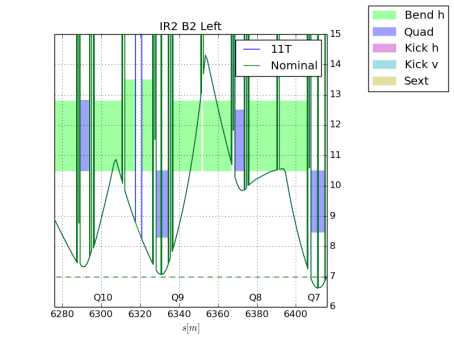 IR2 B2 Left
11T
Nominal
Bend h
Quad
Kick h
Kick v
Sext
15
14
13
12
11
10
9
8
7
6
Q10 Q9 Q8 Q7
6280 6300 6320 6340 6360 6380 6400
s[m]